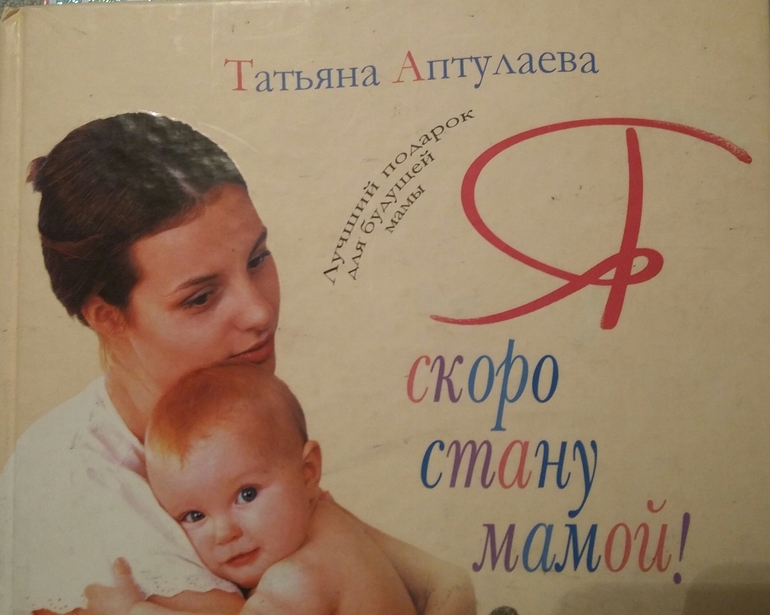 Татьяна Аптулаева
Лучший подарок
для будущей
мамы
Я
скоро
стану
мамой!